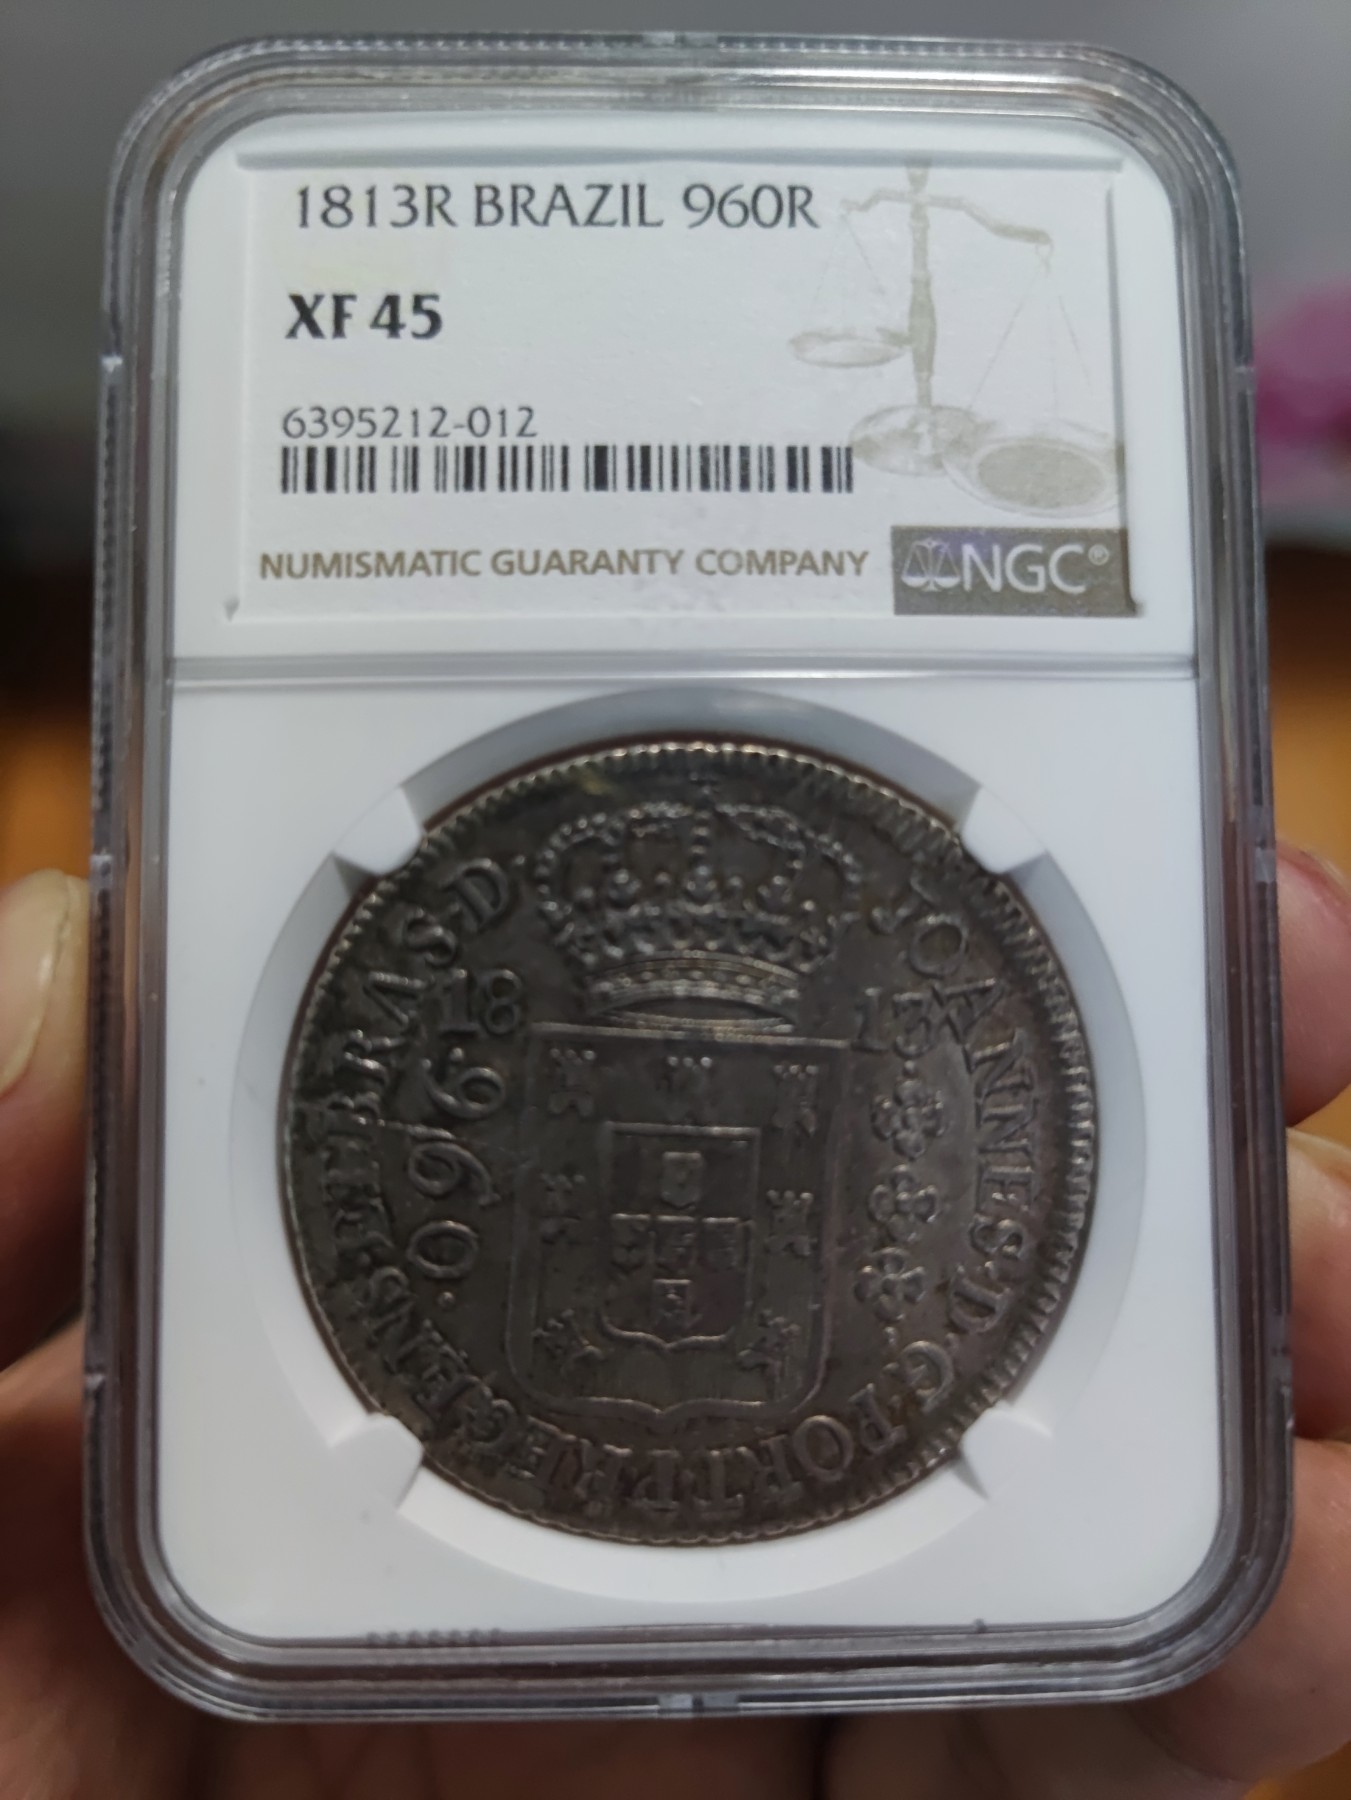 1813R BRAZIL 960R
XF 45
6395212-012
NUMISMATIC GUARANTY COMPANY
NGC®
JOANNES·D·G·PORT·P·REGENS·ET·BRAS·D·
18 13
960.